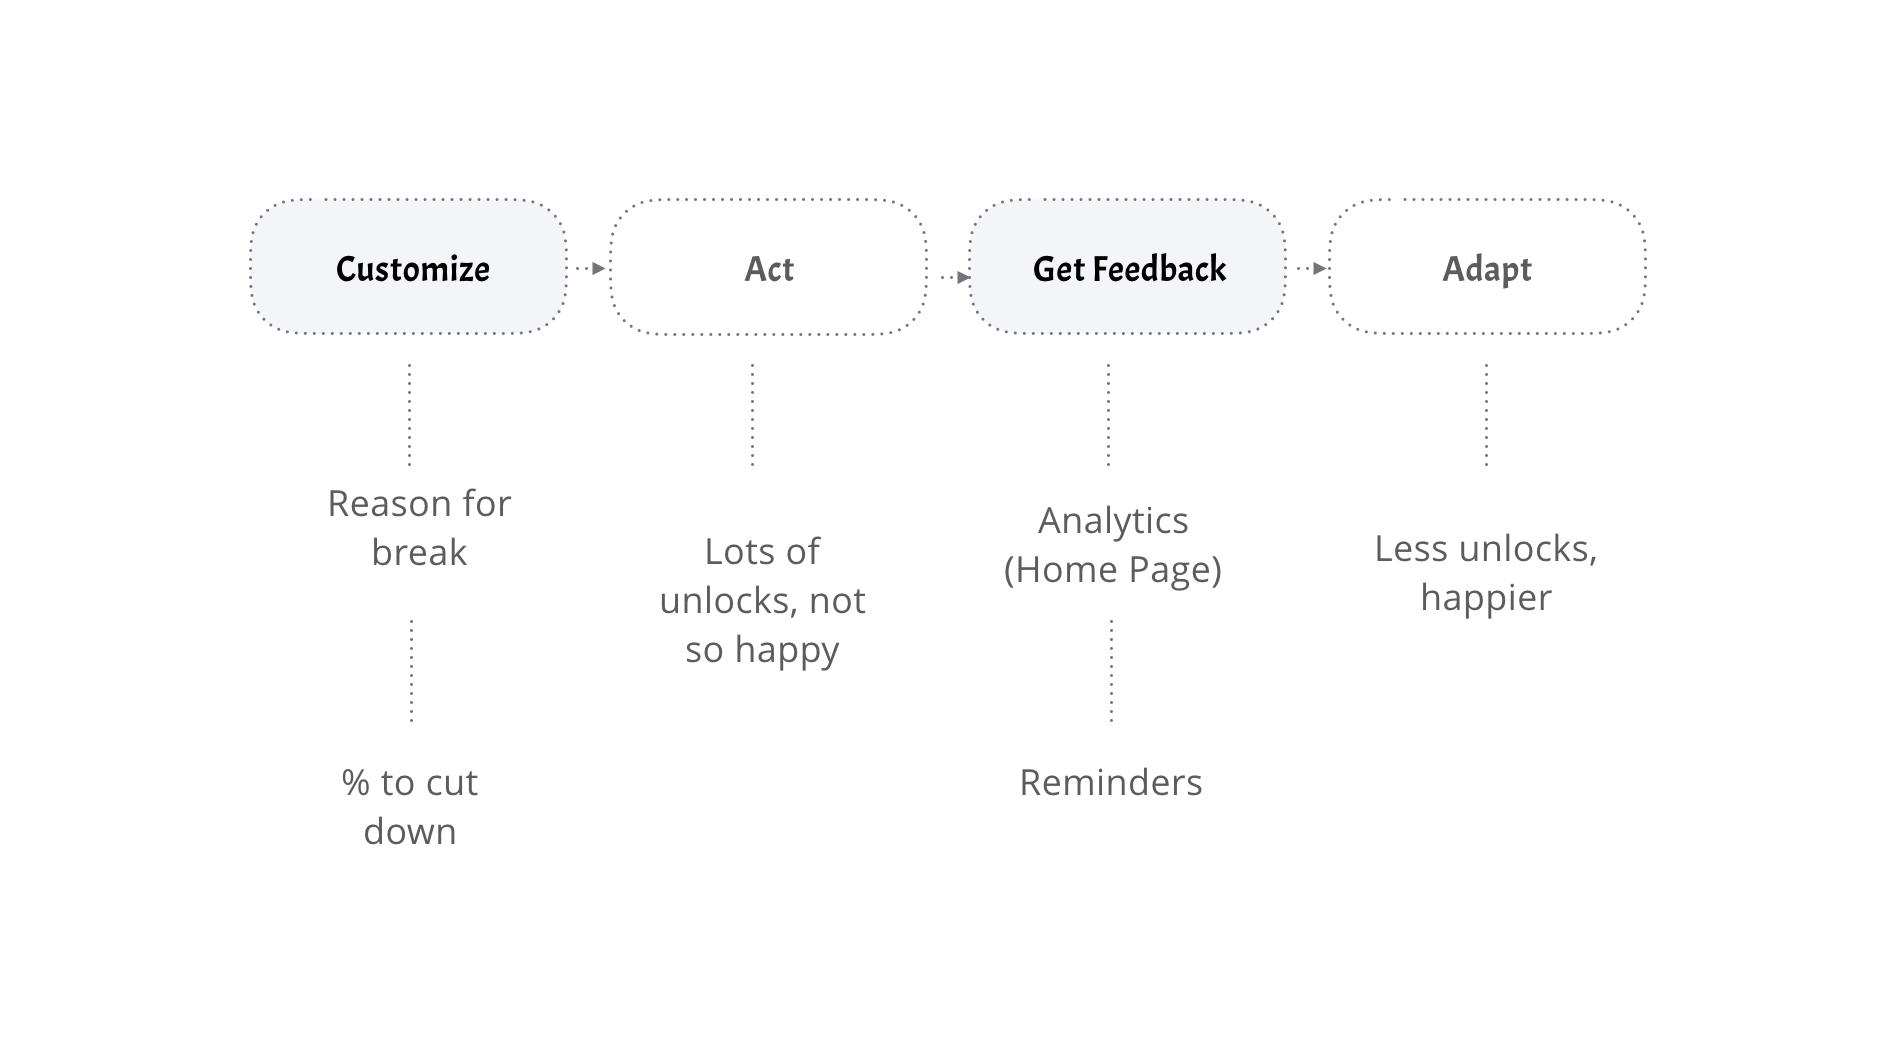 Customize
Act
Get Feedback
Adapt
Reason for
break
% to cut
down
Lots of
unlocks, not
so happy
Analytics
(Home Page)
Reminders
Less unlocks,
happier